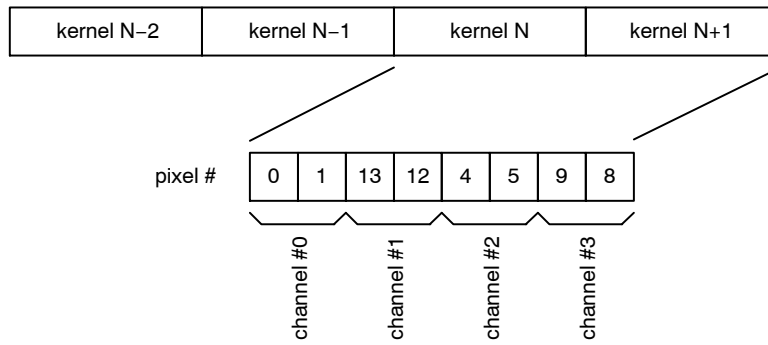 kernel N−2 kernel N−1 kernel N kernel N+1
pixel # 0 1 13 12 4 5 9 8
channel #0 channel #1 channel #2 channel #3